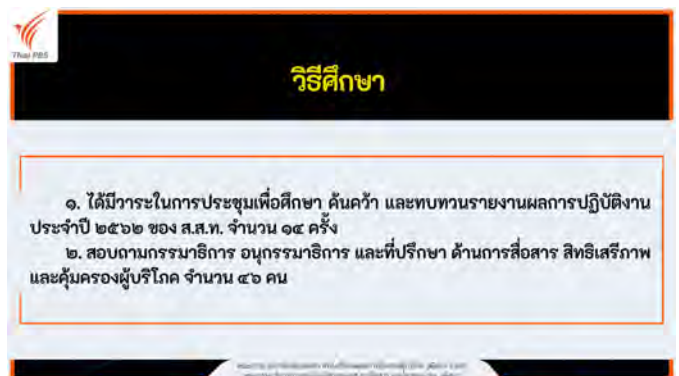 Thai PBS
วิธีศึกษา
๑. ได้มีวาระในการประชุมเพื่อศึกษา ค้นคว้า และทบทวนรายงานผลการปฏิบัติงาน
ประจำปี ๒๕๖๒ ของ ส.ส.ท. จำนวน ๑๔ ครั้ง
๒. สอบถามกรรมาธิการ อนุกรรมาธิการ และที่ปรึกษา ด้านการสื่อสาร สิทธิเสรีภาพ
และคุ้มครองผู้บริโภค จำนวน ๔๖ คน